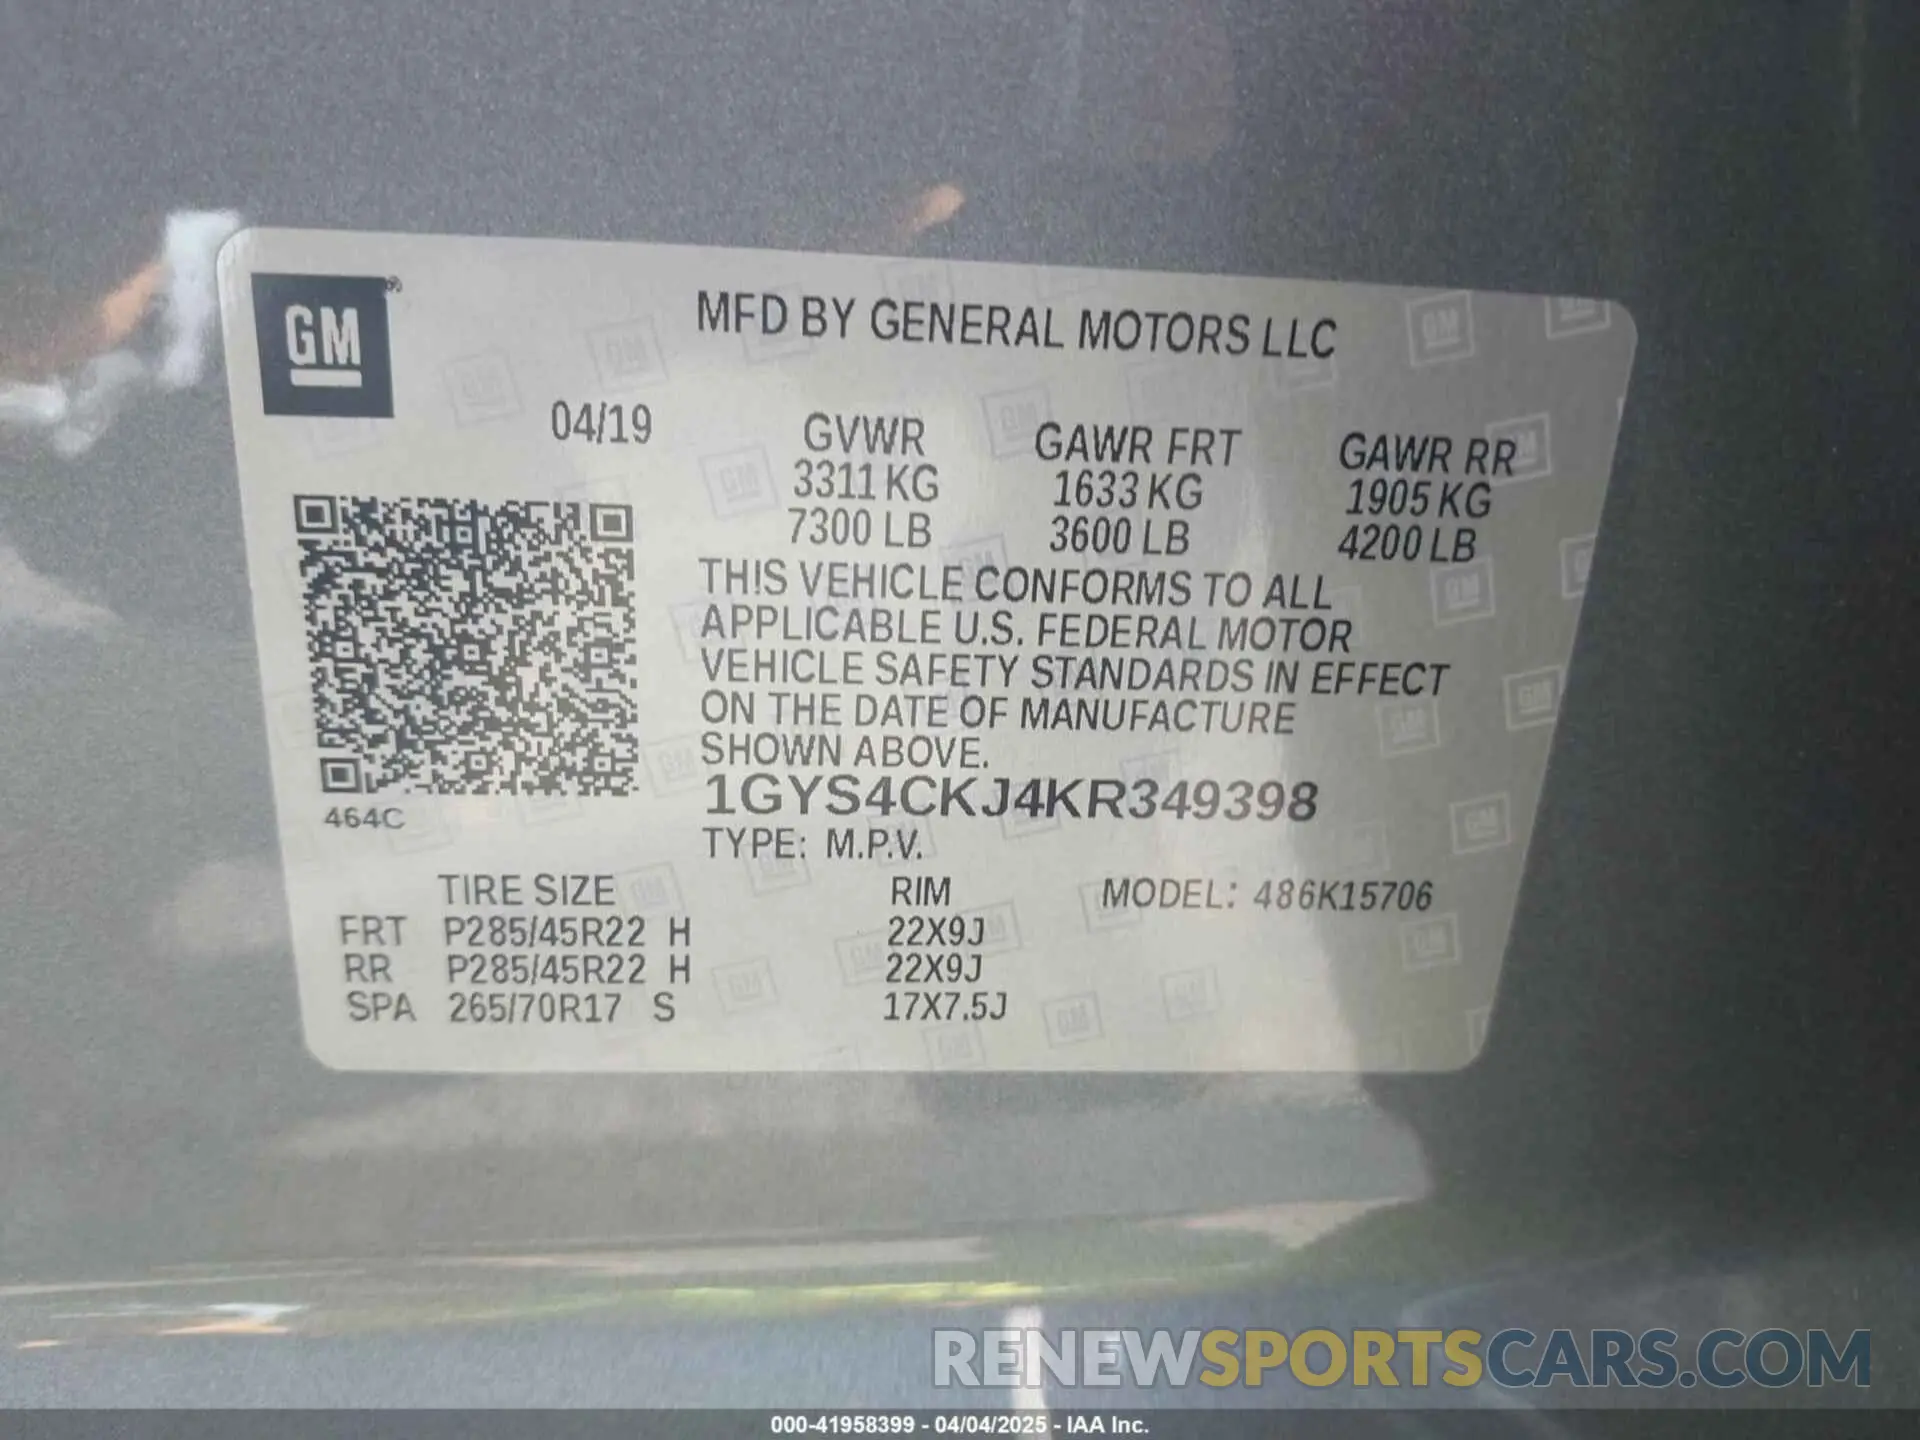 GM
MFD BY GENERAL MOTORS LLC
04/19
GVWR GAWR FRT GAWR RR
3311 KG 1633 KG 1905 KG
7300 LB 3600 LB 4200 LB
THIS VEHICLE CONFORMS TO ALL
APPLICABLE U.S. FEDERAL MOTOR
VEHICLE SAFETY STANDARDS IN EFFECT
ON THE DATE OF MANUFACTURE
SHOWN ABOVE.
1GYS4CKJ4KR349398
464C
TYPE: M.P.V.
TIRE SIZE RIM MODEL: 486K15706
FRT P285/45R22 H 22X9J
RR P285/45R22 H 22X9J
SPA 265/70R17 S 17X7.5J
RENEWSPORTSCARS.COM
000-41958399 - 04/04/2025 - IAA Inc.